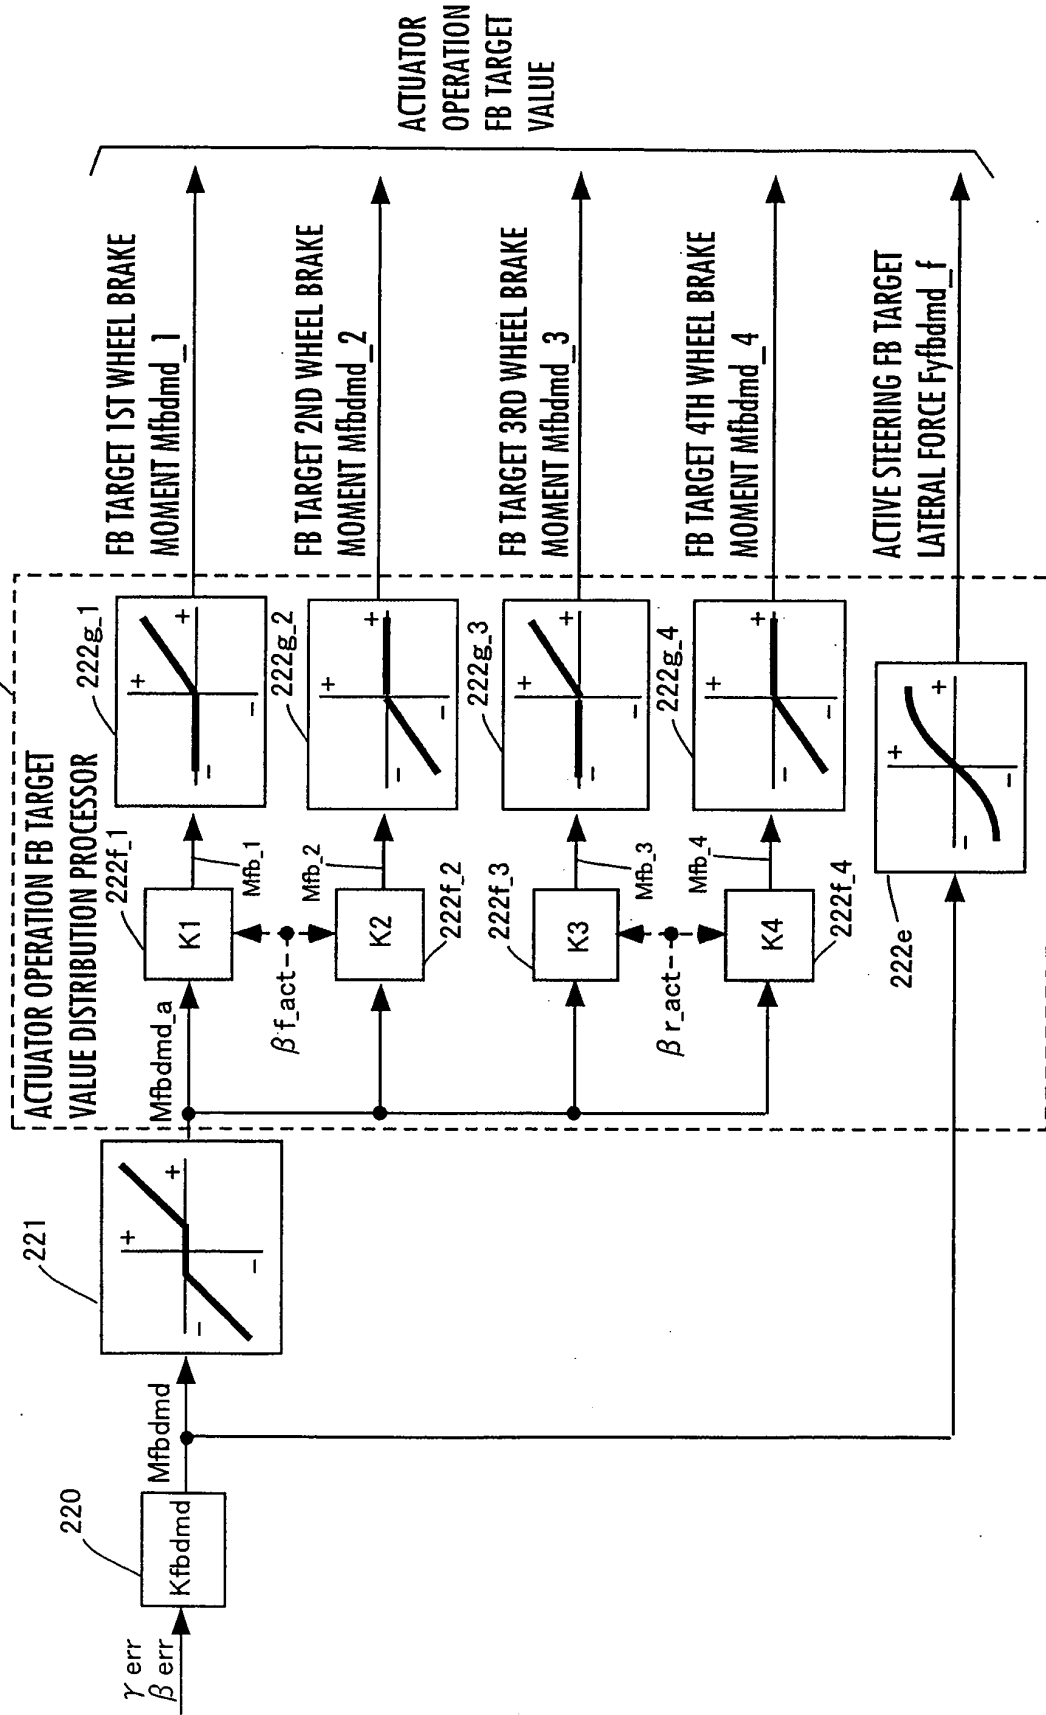 γ err
β err
220
Kfbdmd
Mfbdmd
221
+
+
−
−
ACTUATOR OPERATION FB TARGET
VALUE DISTRIBUTION PROCESSOR
Mfbdmd_a
222f_1
K1
Mfb_1
222g_1
+
+
−
−
FB TARGET 1ST WHEEL BRAKE
MOMENT Mfbdmd_1
βf_act
K2
222f_2
Mfb_2
222g_2
+
+
−
−
FB TARGET 2ND WHEEL BRAKE
MOMENT Mfbdmd_2
222f_3
K3
Mfb_3
222g_3
+
+
−
−
FB TARGET 3RD WHEEL BRAKE
MOMENT Mfbdmd_3
βr_act
K4
222f_4
Mfb_4
222g_4
+
+
−
−
FB TARGET 4TH WHEEL BRAKE
MOMENT Mfbdmd_4
222e
+
+
−
−
ACTIVE STEERING FB TARGET
LATERAL FORCE Fyfbdmd_f
ACTUATOR
OPERATION
FB TARGET
VALUE